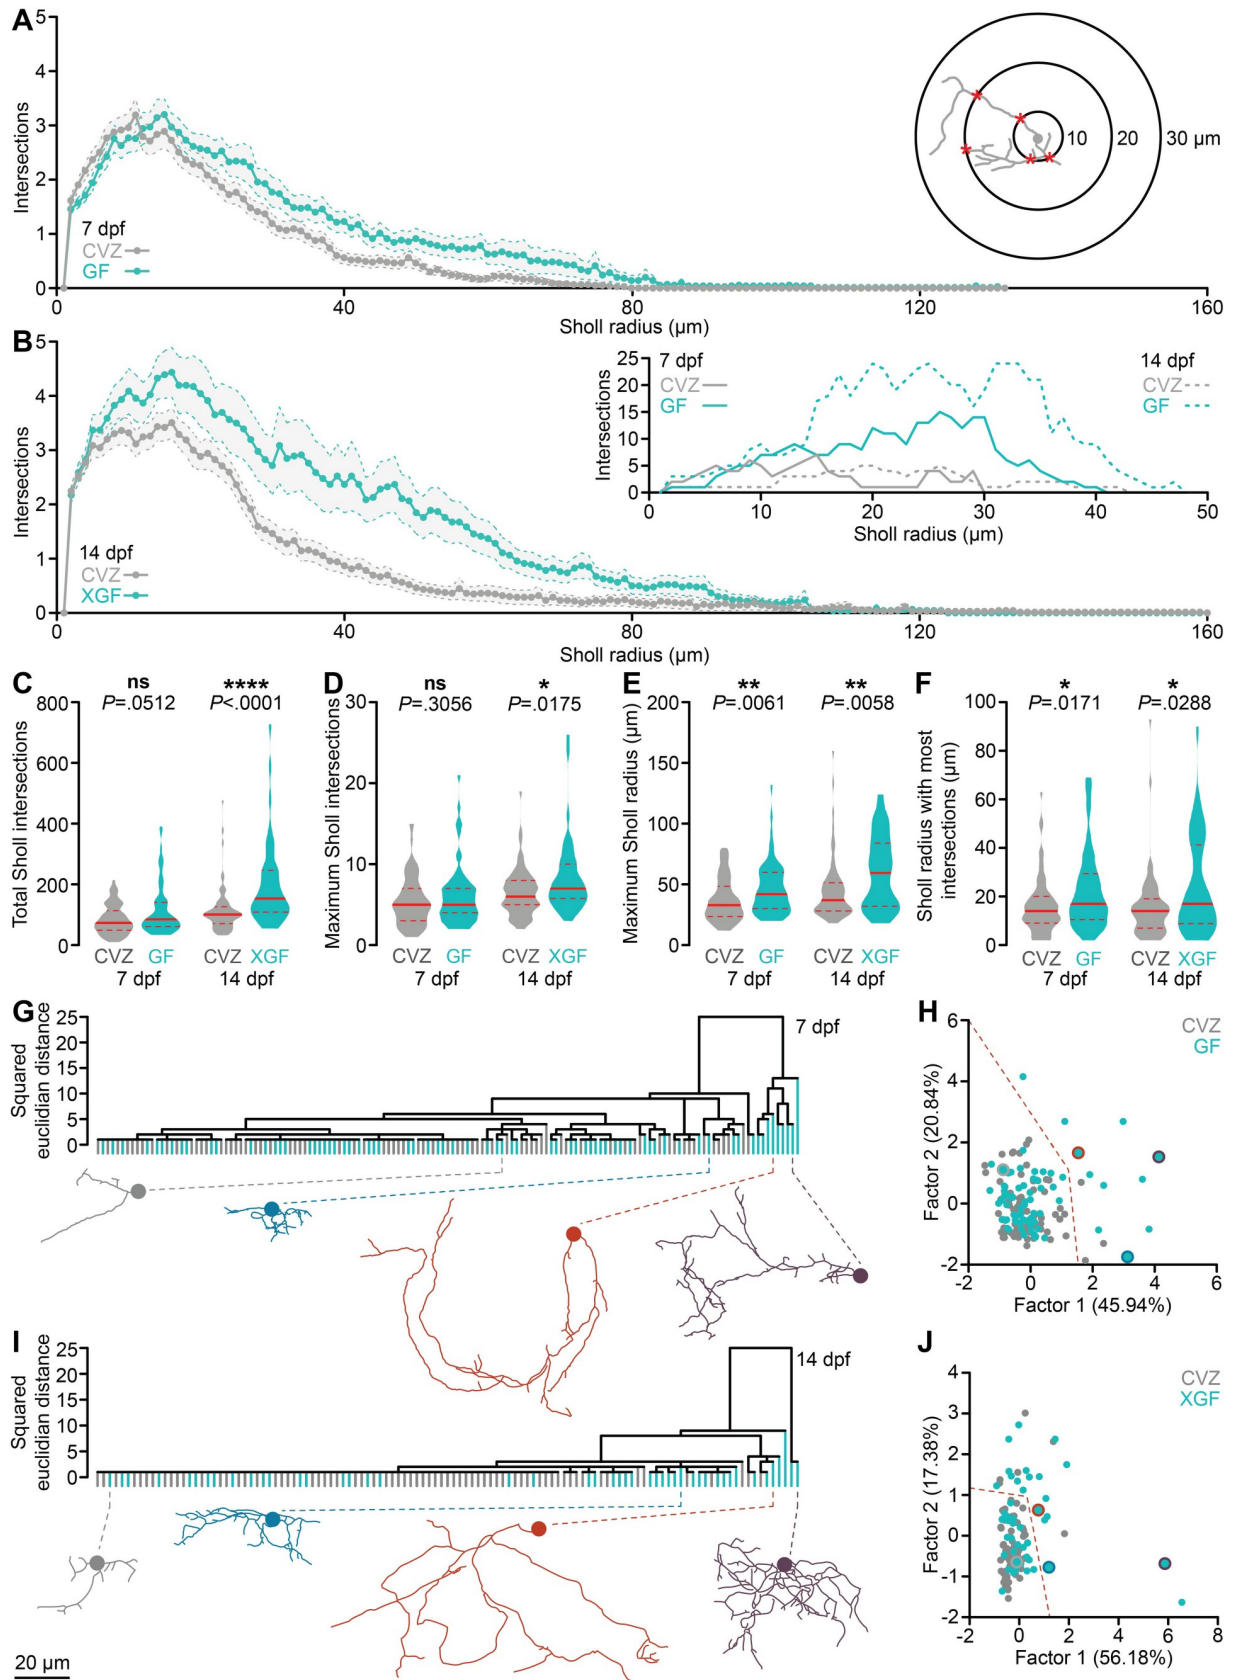 A
5
4
3
2
1
0
Intersections
7 dpf
CVZ
GF
0 40 80 120 160
Sholl radius (µm)
10 20 30 µm
B
5
4
3
2
1
0
Intersections
14 dpf
CVZ
XGF
0 40 80 120 160
Sholl radius (µm)
25
20
15
10
5
0
Intersections
7 dpf
CVZ
GF
14 dpf
CVZ
GF
0 10 20 30 40 50
Sholl radius (µm)
C
ns ****
P=.0512 P<.0001
800
600
400
200
0
Total Sholl intersections
CVZ GF CVZ XGF
7 dpf 14 dpf
D
ns *
P=.3056 P=.0175
30
20
10
0
Maximum Sholl intersections
CVZ GF CVZ XGF
7 dpf 14 dpf
E
** **
P=.0061 P=.0058
200
150
100
50
0
Maximum Sholl radius (µm)
CVZ GF CVZ XGF
7 dpf 14 dpf
F
* *
P=.0171 P=.0288
100
80
60
40
20
0
Sholl radius with most
intersections (µm)
CVZ GF CVZ XGF
7 dpf 14 dpf
G
25
20
15
10
5
0
Squared
euclidian distance
7 dpf
H
CVZ
GF
6
4
2
0
-2
Factor 2 (20.84%)
-2 0 2 4 6
Factor 1 (45.94%)
I
25
20
15
10
5
0
Squared
euclidian distance
14 dpf
20 µm
J
CVZ
XGF
4
3
2
1
0
-1
-2
Factor 2 (17.38%)
-2 0 2 4 6 8
Factor 1 (56.18%)